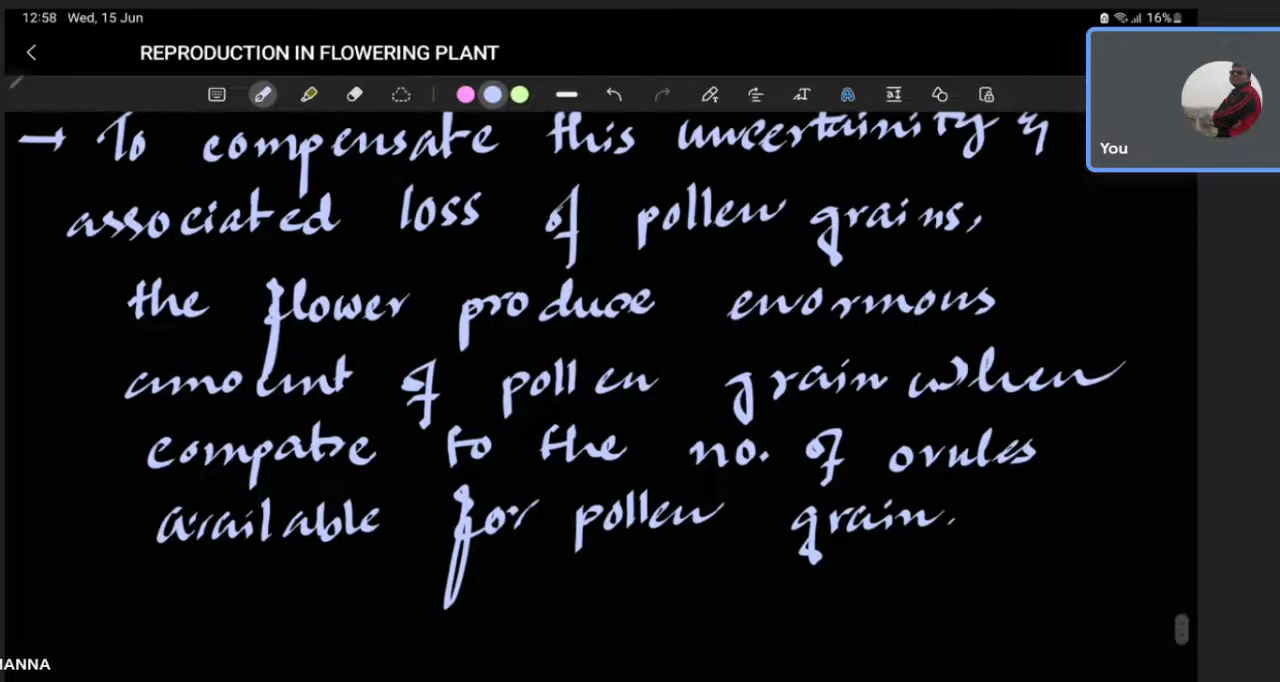 12:58 Wed, 15 Jun 16%
REPRODUCTION IN FLOWERING PLANT
You
→ To compensate this uncertainity &
associated loss of pollen grains,
the flower produce enormous
amount of pollen grain when
compatre to the no. of ovules
available for pollen grain.
MANNA